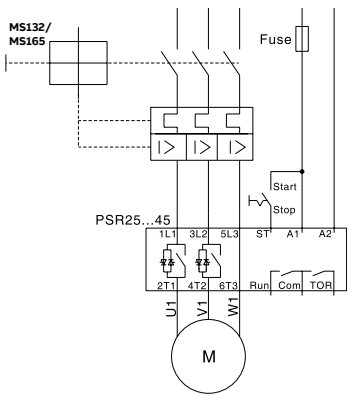 MS132/
MS165
Fuse
I>
I>
I>
Start
Stop
PSR25...45
1L1 3L2 5L3 ST A1 A2
2T1 4T2 6T3 Run Com TOR
U1
V1
W1
M